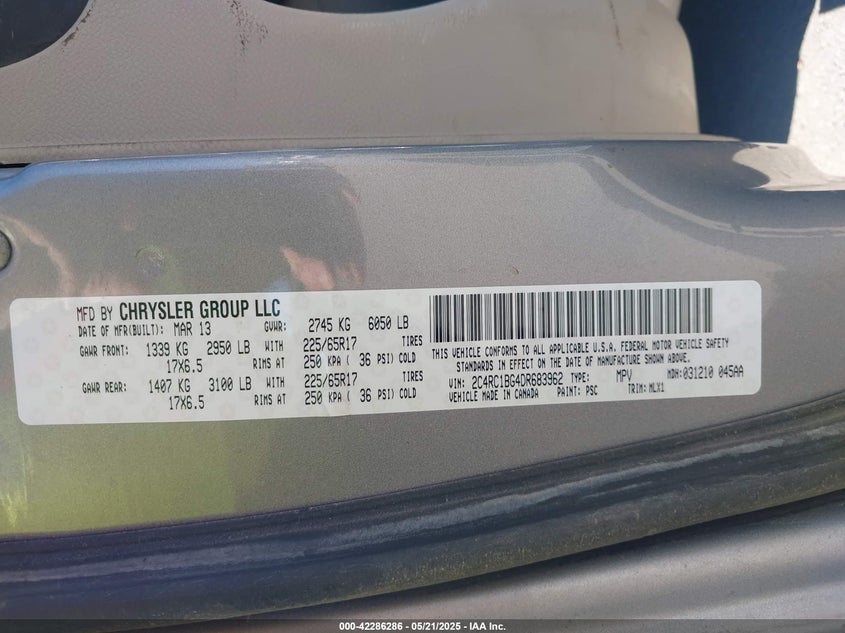 MFD BY CHRYSLER GROUP LLC
DATE OF MFR(BUILT): MAR 13 GVWR: 2745 KG 6050 LB
GAWR FRONT: 1339 KG 2950 LB WITH 225/65R17 TIRES
17X6.5 RIMS AT 250 KPA ( 36 PSI) COLD
GAWR REAR: 1407 KG 3100 LB WITH 225/65R17 TIRES
17X6.5 RIMS AT 250 KPA ( 36 PSI) COLD
THIS VEHICLE CONFORMS TO ALL APPLICABLE U.S.A. FEDERAL MOTOR VEHICLE SAFETY
STANDARDS IN EFFECT ON THE DATE OF MANUFACTURE SHOWN ABOVE.
VIN: 2C4RC1BG4DR683962 TYPE: MPV MDH:031210 045AA
VEHICLE MADE IN CANADA PAINT: PSC TRIM: MLX1
000-42286286 - 05/21/2025 - IAA Inc.